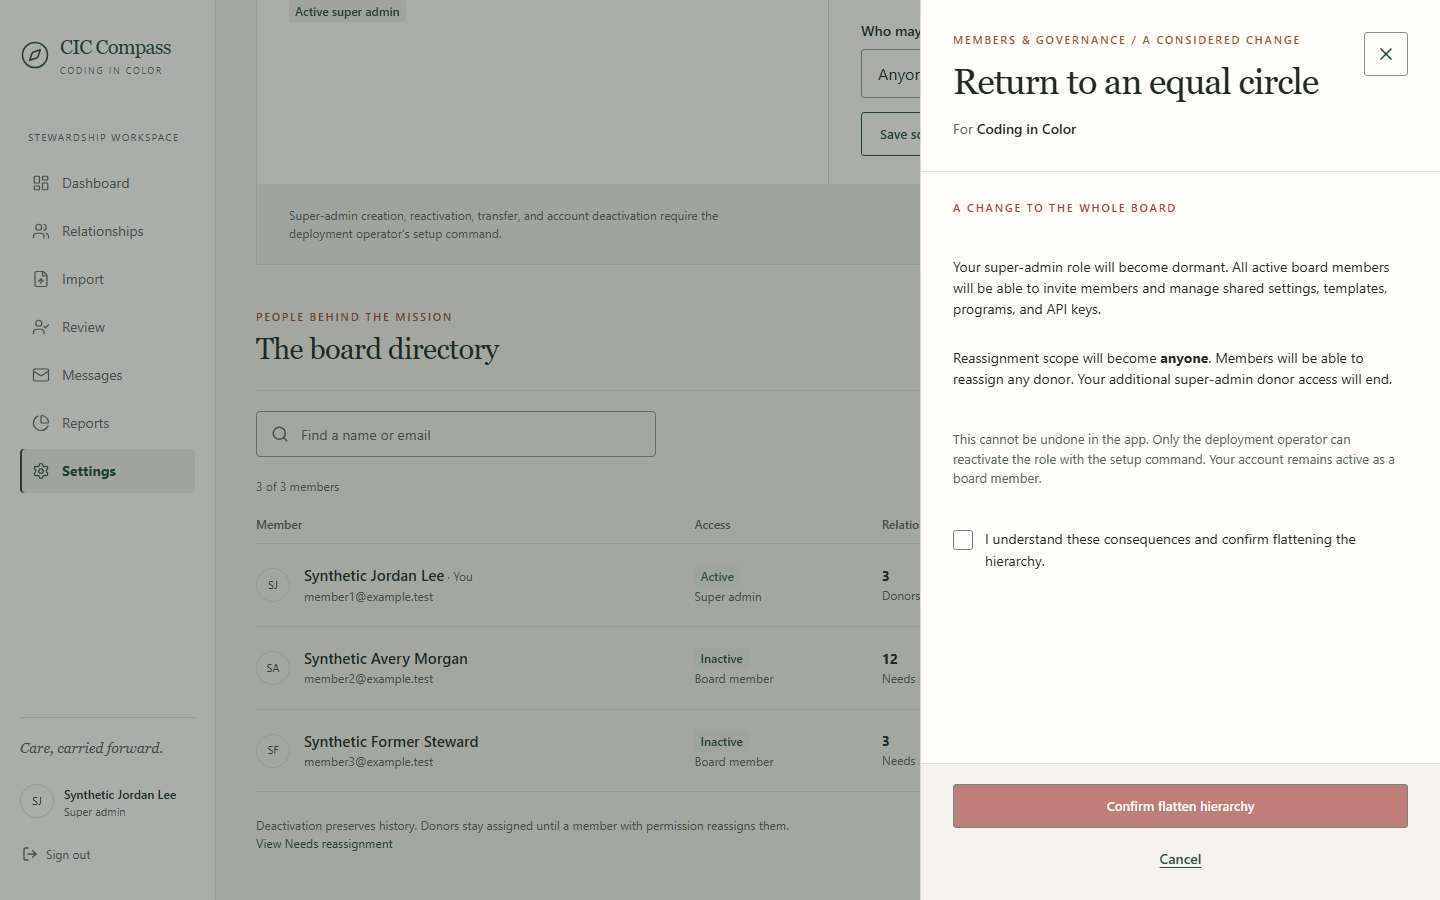 CIC Compass
CODING IN COLOR
STEWARDSHIP WORKSPACE
Dashboard
Relationships
Import
Review
Messages
Reports
Settings
Care, carried forward.
SJ
Synthetic Jordan Lee
Super admin
Sign out
Active super admin
Who may
Anyon
Save sc
Super-admin creation, reactivation, transfer, and account deactivation require the
deployment operator's setup command.
PEOPLE BEHIND THE MISSION
The board directory
Find a name or email
3 of 3 members
Member Access Relatio
SJ
Synthetic Jordan Lee · You
member1@example.test
Active
Super admin
3
Donors
SA
Synthetic Avery Morgan
member2@example.test
Inactive
Board member
12
Needs
SF
Synthetic Former Steward
member3@example.test
Inactive
Board member
3
Needs
Deactivation preserves history. Donors stay assigned until a member with permission reassigns them.
View Needs reassignment
MEMBERS & GOVERNANCE / A CONSIDERED CHANGE
Return to an equal circle
For Coding in Color
A CHANGE TO THE WHOLE BOARD
Your super-admin role will become dormant. All active board members
will be able to invite members and manage shared settings, templates,
programs, and API keys.
Reassignment scope will become anyone. Members will be able to
reassign any donor. Your additional super-admin donor access will end.
This cannot be undone in the app. Only the deployment operator can
reactivate the role with the setup command. Your account remains active as a
board member.
I understand these consequences and confirm flattening the
hierarchy.
Confirm flatten hierarchy
Cancel